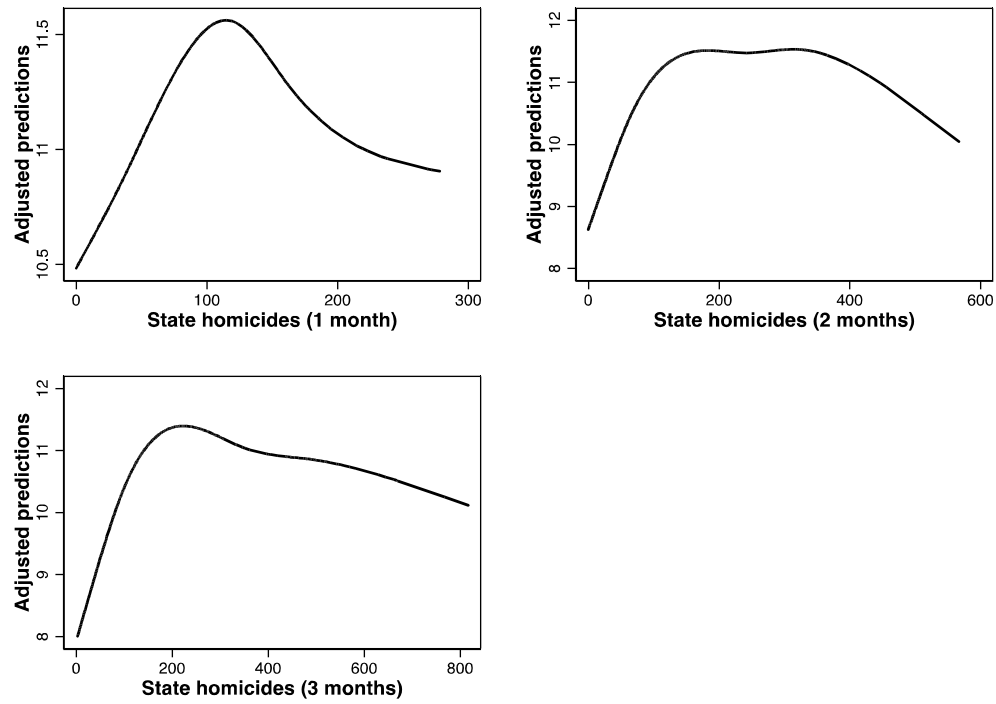 Adjusted predictions
11.5
11
10.5
0 100 200 300
State homicides (1 month)
Adjusted predictions
12
11
10
9
8
0 200 400 600
State homicides (2 months)
Adjusted predictions
12
11
10
9
8
0 200 400 600 800
State homicides (3 months)